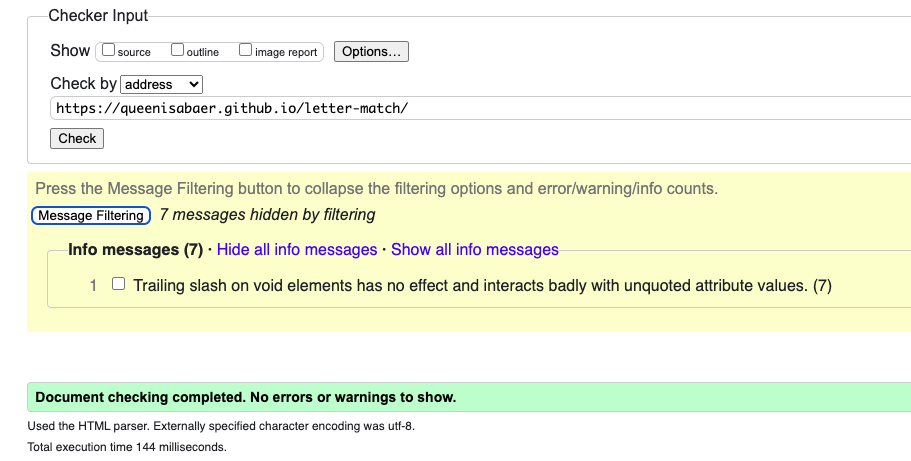 Checker Input
Show source outline image report Options...
Check by address
https://queenisabaer.github.io/letter-match/
Check
Press the Message Filtering button to collapse the filtering options and error/warning/info counts.
Message Filtering 7 messages hidden by filtering
Info messages (7) · Hide all info messages · Show all info messages
1 Trailing slash on void elements has no effect and interacts badly with unquoted attribute values. (7)
Document checking completed. No errors or warnings to show.
Used the HTML parser. Externally specified character encoding was utf-8.
Total execution time 144 milliseconds.